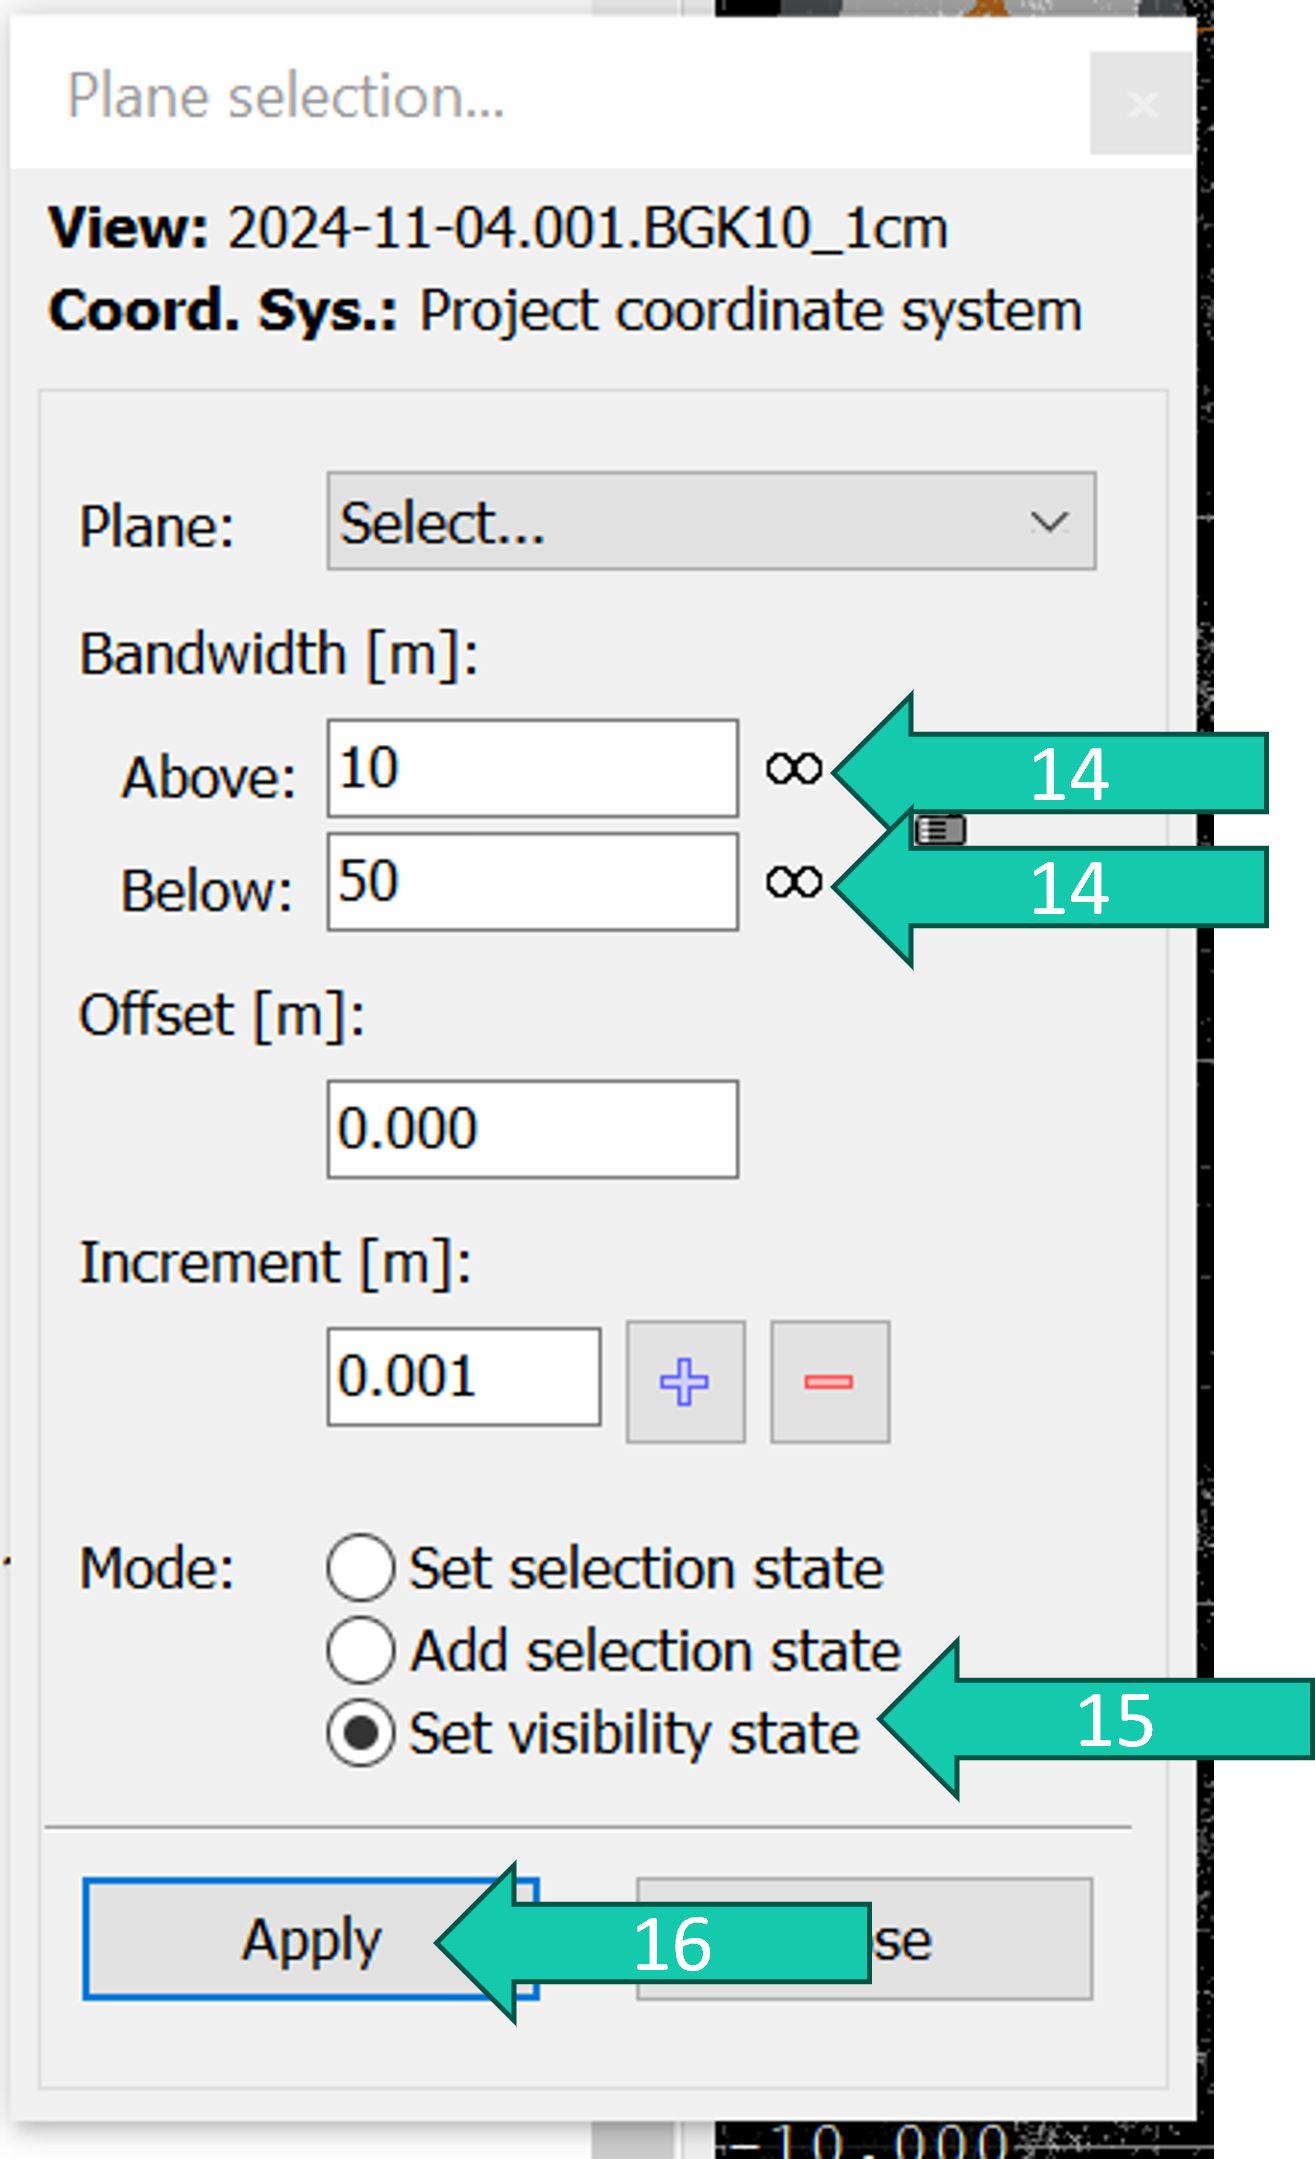 Plane selection...
View: 2024-11-04.001.BGK10_1cm
Coord. Sys.: Project coordinate system
Plane: Select...
Bandwidth [m]:
Above: 10 ∞ 14
Below: 50 ∞ 14
Offset [m]:
0.000
Increment [m]:
0.001
Mode: Set selection state
Add selection state
Set visibility state 15
Apply 16 se
-10.000